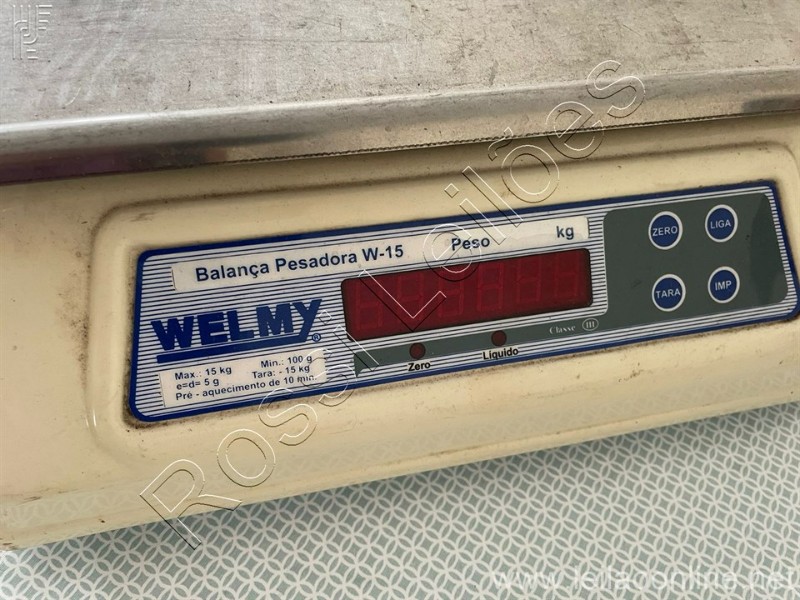 Balança Pesadora W-15
Peso
kg
WELMY®
Max.: 15 kg
Min.: 100 g
e=d= 5 g
Tara: - 15 kg
Pré - aquecimento de 10 min.
Zero
Líquido
Classe III
ZERO
LIGA
TARA
IMP
Rossi Leilões
www.leilaoonline.net